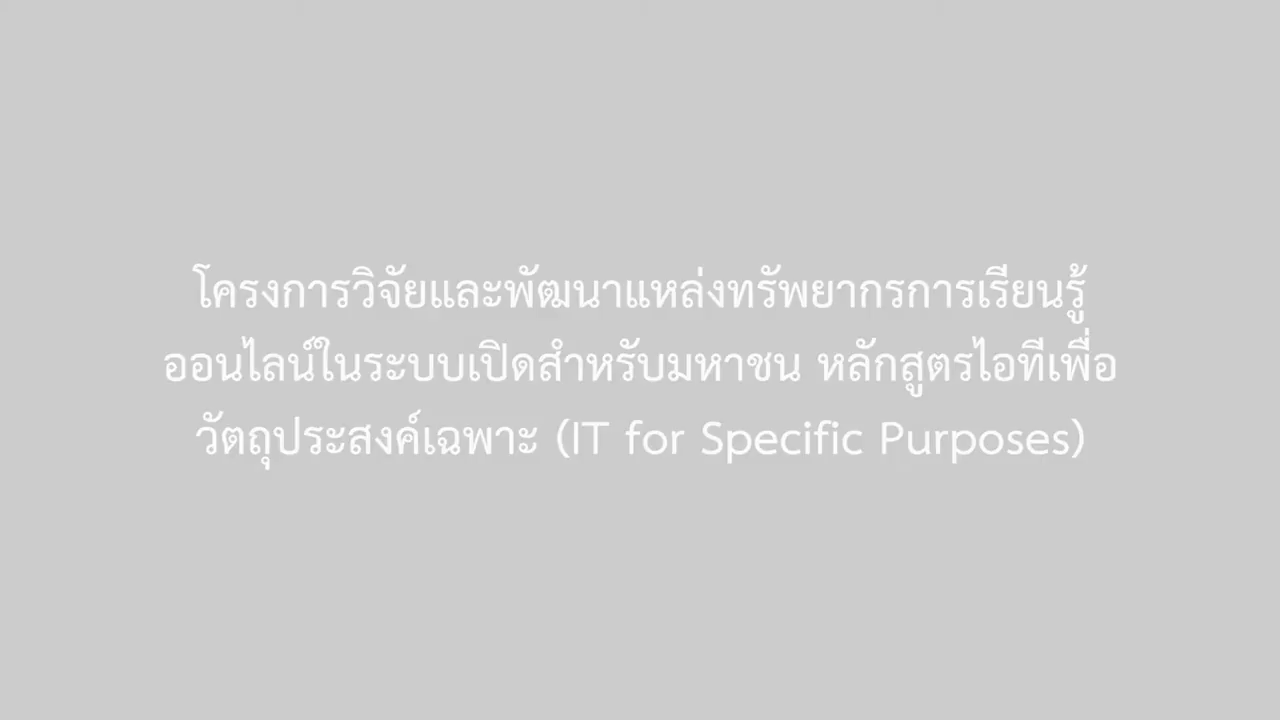 โครงการวิจัยและพัฒนาแหล่งทรัพยากรการเรียนรู้
ออนไลน์ในระบบเปิดสำหรับมหาชน หลักสูตรไอทีเพื่อ
วัตถุประสงค์เฉพาะ (IT for Specific Purposes)